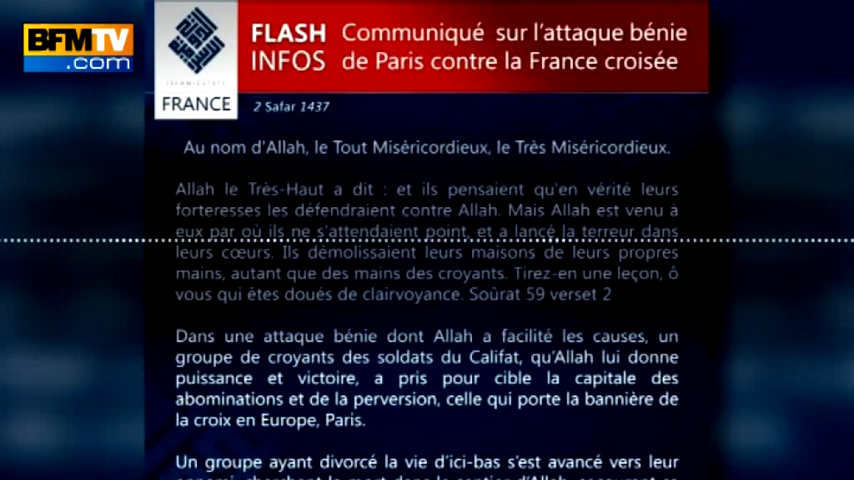 BFMTV
.com
ISLAMIC STATE
FRANCE
FLASH
INFOS
Communiqué sur l'attaque bénie
de Paris contre la France croisée
2 Safar 1437
Au nom d'Allah, le Tout Miséricordieux, le Très Miséricordieux.
Allah le Très-Haut a dit : et ils pensaient qu'en vérité leurs
forteresses les défendraient contre Allah. Mais Allah est venu à
eux par où ils ne s'attendaient point, et a lancé la terreur dans
leurs cœurs. Ils démolissaient leurs maisons de leurs propres
mains, autant que des mains des croyants. Tirez-en une leçon, ô
vous qui êtes doués de clairvoyance. Soûrat 59 verset 2
Dans une attaque bénie dont Allah a facilité les causes, un
groupe de croyants des soldats du Califat, qu'Allah lui donne
puissance et victoire, a pris pour cible la capitale des
abominations et de la perversion, celle qui porte la bannière de
la croix en Europe, Paris.
Un groupe ayant divorcé la vie d'ici-bas s'est avancé vers leur